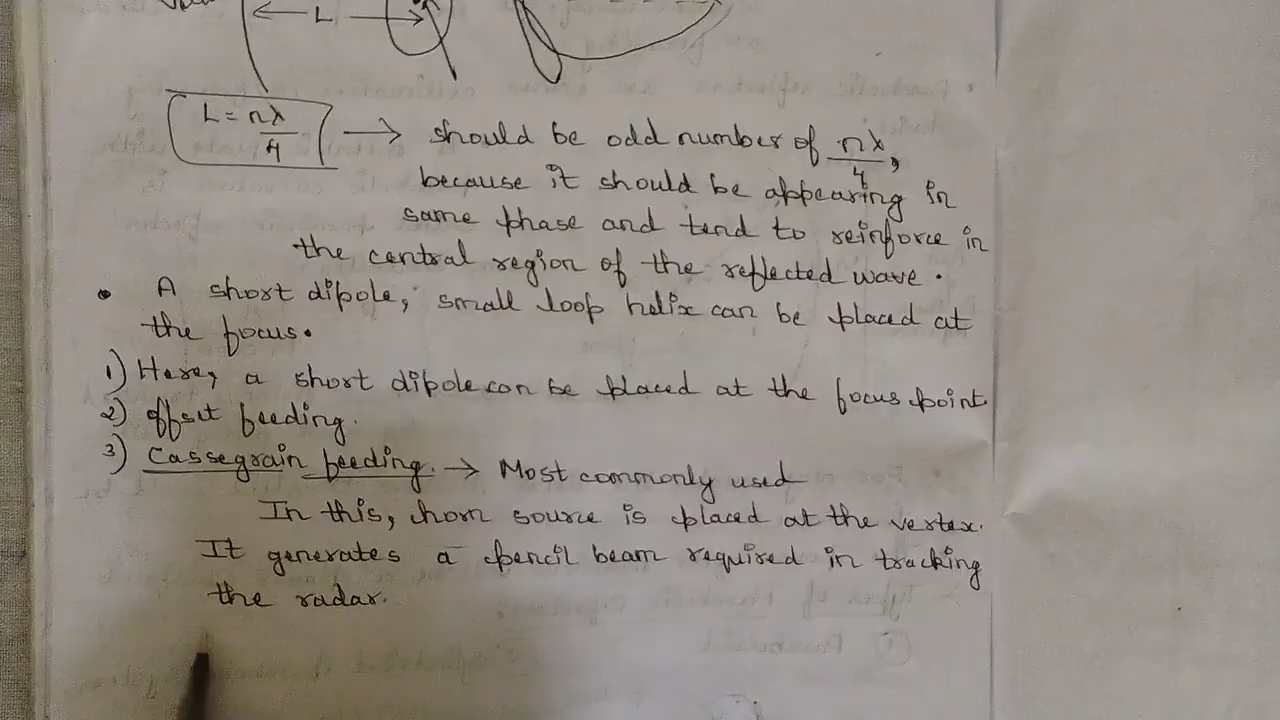 L
L = nλ/4 → should be odd number of nλ/4,
because it should be appearing in
same phase and tend to reinforce in
the central region of the reflected wave.
• A short dipole, small loop helix can be placed at
the focus.
1) Here, a short dipole can be placed at the focus point.
2) offset feeding.
3) Cassegrain feeding. → Most commonly used
In this, horn source is placed at the vertex.
It generates a pencil beam required in tracking
the radar.